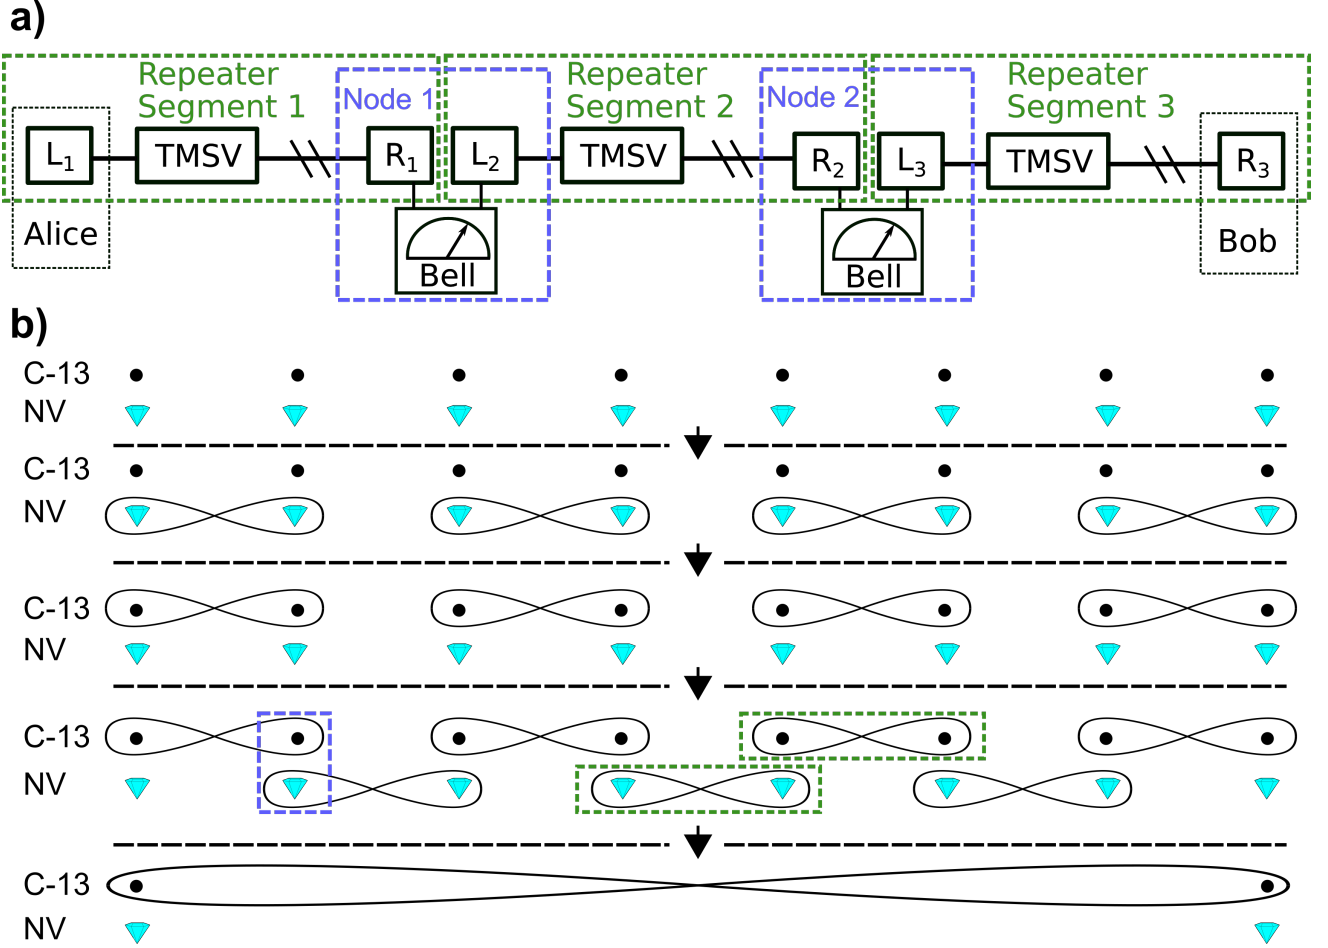 a)
Repeater
Segment 1
Node 1
Repeater
Segment 2
Node 2
Repeater
Segment 3
L1
TMSV
R1
L2
TMSV
R2
L3
TMSV
R3
Alice
Bell
Bell
Bob
b)
C-13
NV
C-13
NV
C-13
NV
C-13
NV
C-13
NV